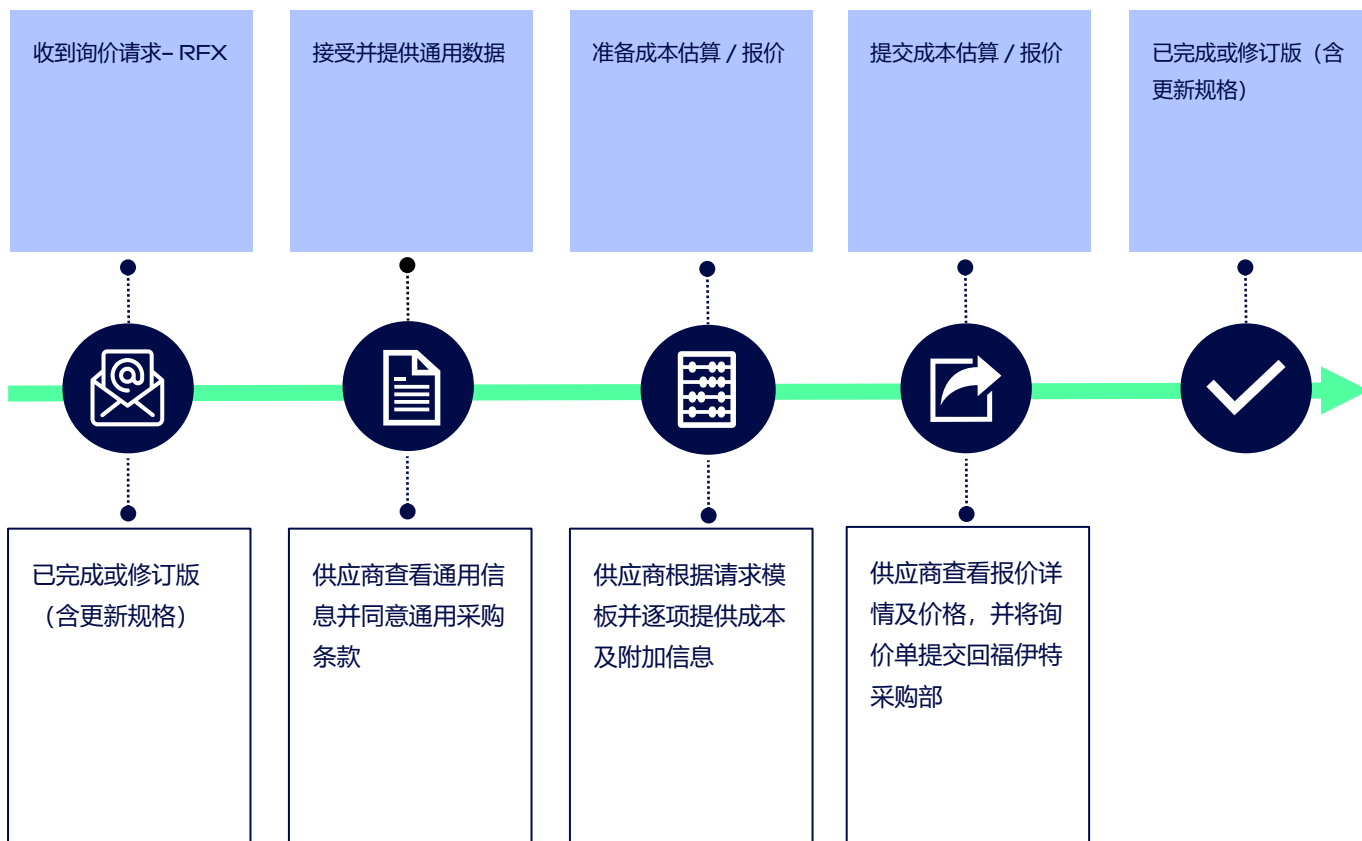 收到询价请求– RFX
接受并提供通用数据
准备成本估算 / 报价
提交成本估算 / 报价
已完成或修订版（含
更新规格）
已完成或修订版
（含更新规格）
供应商查看通用信
息并同意通用采购
条款
供应商根据请求模
板并逐项提供成本
及附加信息
供应商查看报价详
情及价格，并将询
价单提交回福伊特
采购部